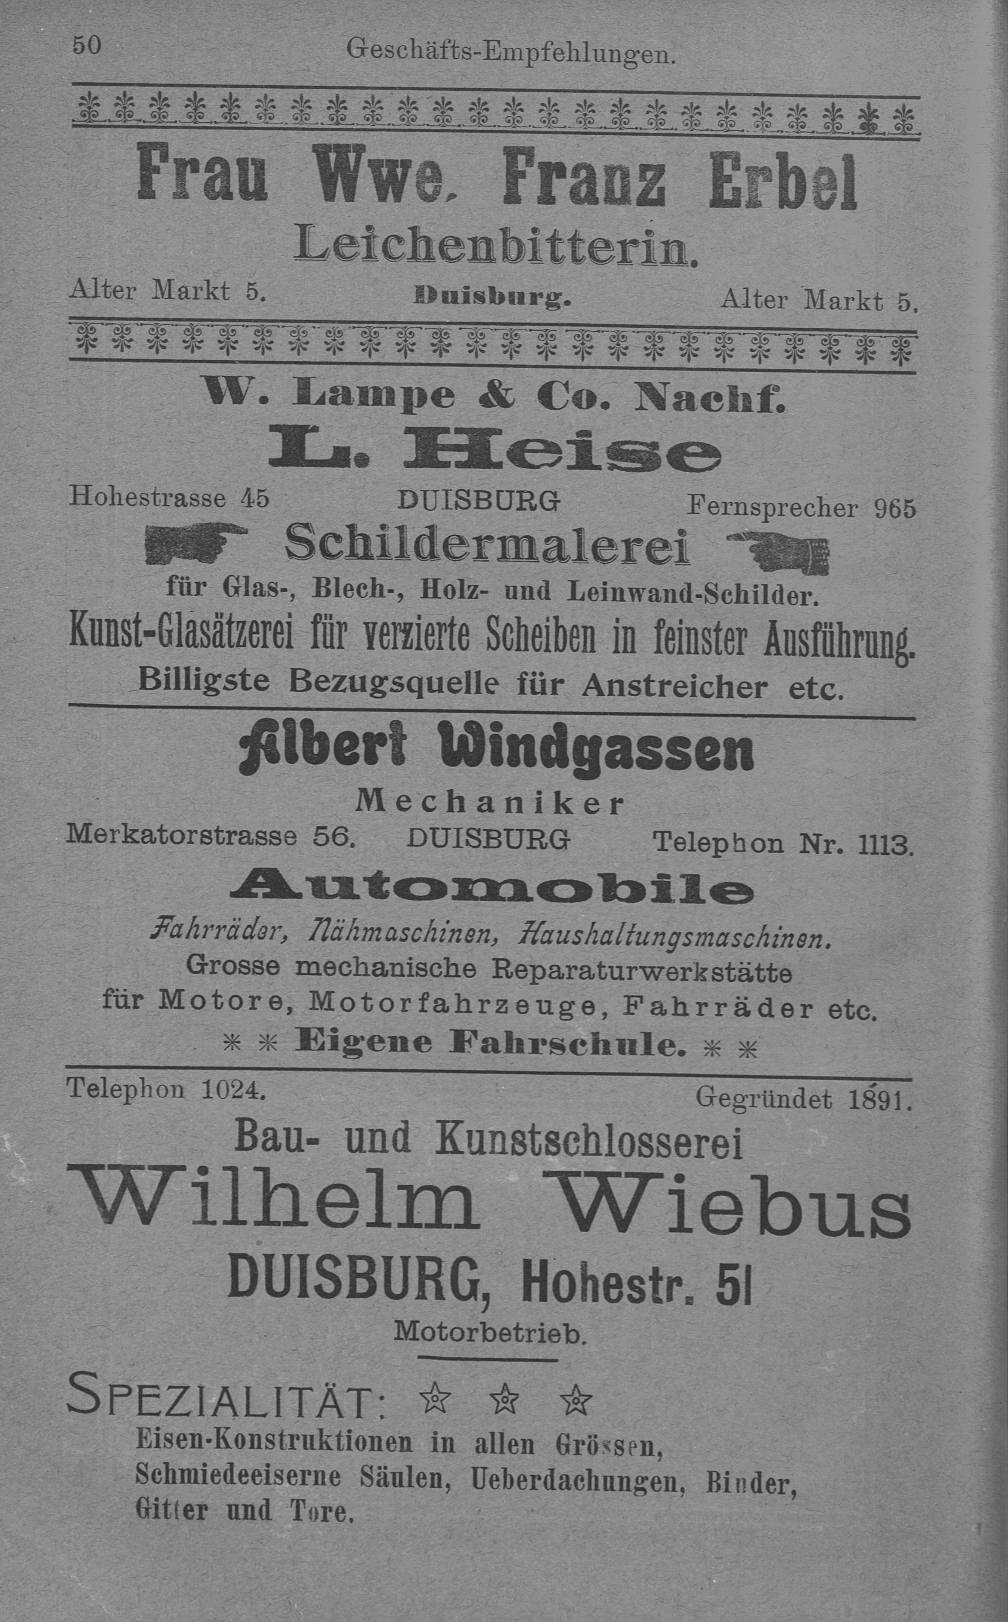 50 Geschäfts-Empfehlungen.
Frau Wwe. Franz Erbel
Leichenbitterin.
Alter Markt 5. Duisburg. Alter Markt 5.
W. Lampe & Co. Nachf.
L. Heise
Hohestrasse 45 DUISBURG Fernsprecher 965
Schildermalerei
für Glas-, Blech-, Holz- und Leinwand-Schilder.
Kunst-Glasätzerei für verzierte Scheiben in feinster Ausführung.
Billigste Bezugsquelle für Anstreicher etc.
Albert Windgassen
Mechaniker
Merkatorstrasse 56. DUISBURG Telephon Nr. 1113.
Automobile
Fahrräder, Nähmaschinen, Haushaltungsmaschinen.
Grosse mechanische Reparaturwerkstätte
für Motore, Motorfahrzeuge, Fahrräder etc.
* * Eigene Fahrschule. * *
Telephon 1024. Gegründet 1891.
Bau- und Kunstschlosserei
Wilhelm Wiebus
DUISBURG, Hohestr. 51
Motorbetrieb.
SPEZIALITÄT:
Eisen-Konstruktionen in allen Grössen,
Schmiedeeiserne Säulen, Ueberdachungen, Binder,
Gitter und Tore.